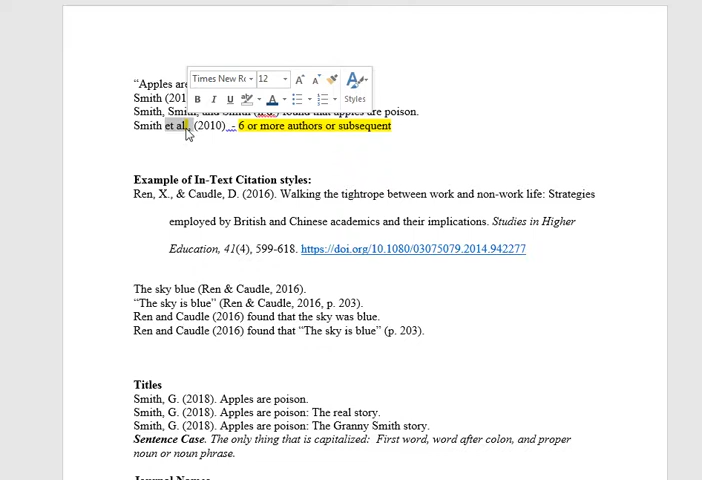 Times New Rc 12
B I U aby A
Styles
"Apples are
Smith (201
Smith, Smith, and Smith (n.d.) found that apples are poison.
Smith et al., (2010) - 6 or more authors or subsequent
Example of In-Text Citation styles:
Ren, X., & Caudle, D. (2016). Walking the tightrope between work and non-work life: Strategies
employed by British and Chinese academics and their implications. Studies in Higher
Education, 41(4), 599-618. https://doi.org/10.1080/03075079.2014.942277
The sky blue (Ren & Caudle, 2016).
“The sky is blue” (Ren & Caudle, 2016, p. 203).
Ren and Caudle (2016) found that the sky was blue.
Ren and Caudle (2016) found that “The sky is blue” (p. 203).
Titles
Smith, G. (2018). Apples are poison.
Smith, G. (2018). Apples are poison: The real story.
Smith, G. (2018). Apples are poison: The Granny Smith story.
Sentence Case. The only thing that is capitalized: First word, word after colon, and proper
noun or noun phrase.
Journal Names